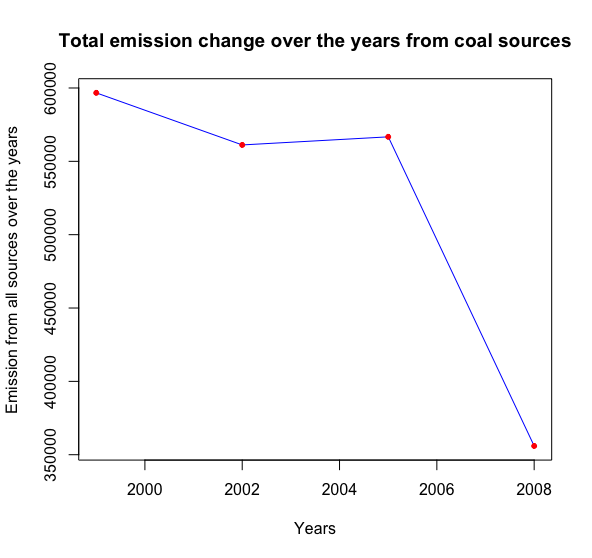 Total emission change over the years from coal sources
Emission from all sources over the years
600000
550000
500000
450000
400000
350000
2000 2002 2004 2006 2008
Years